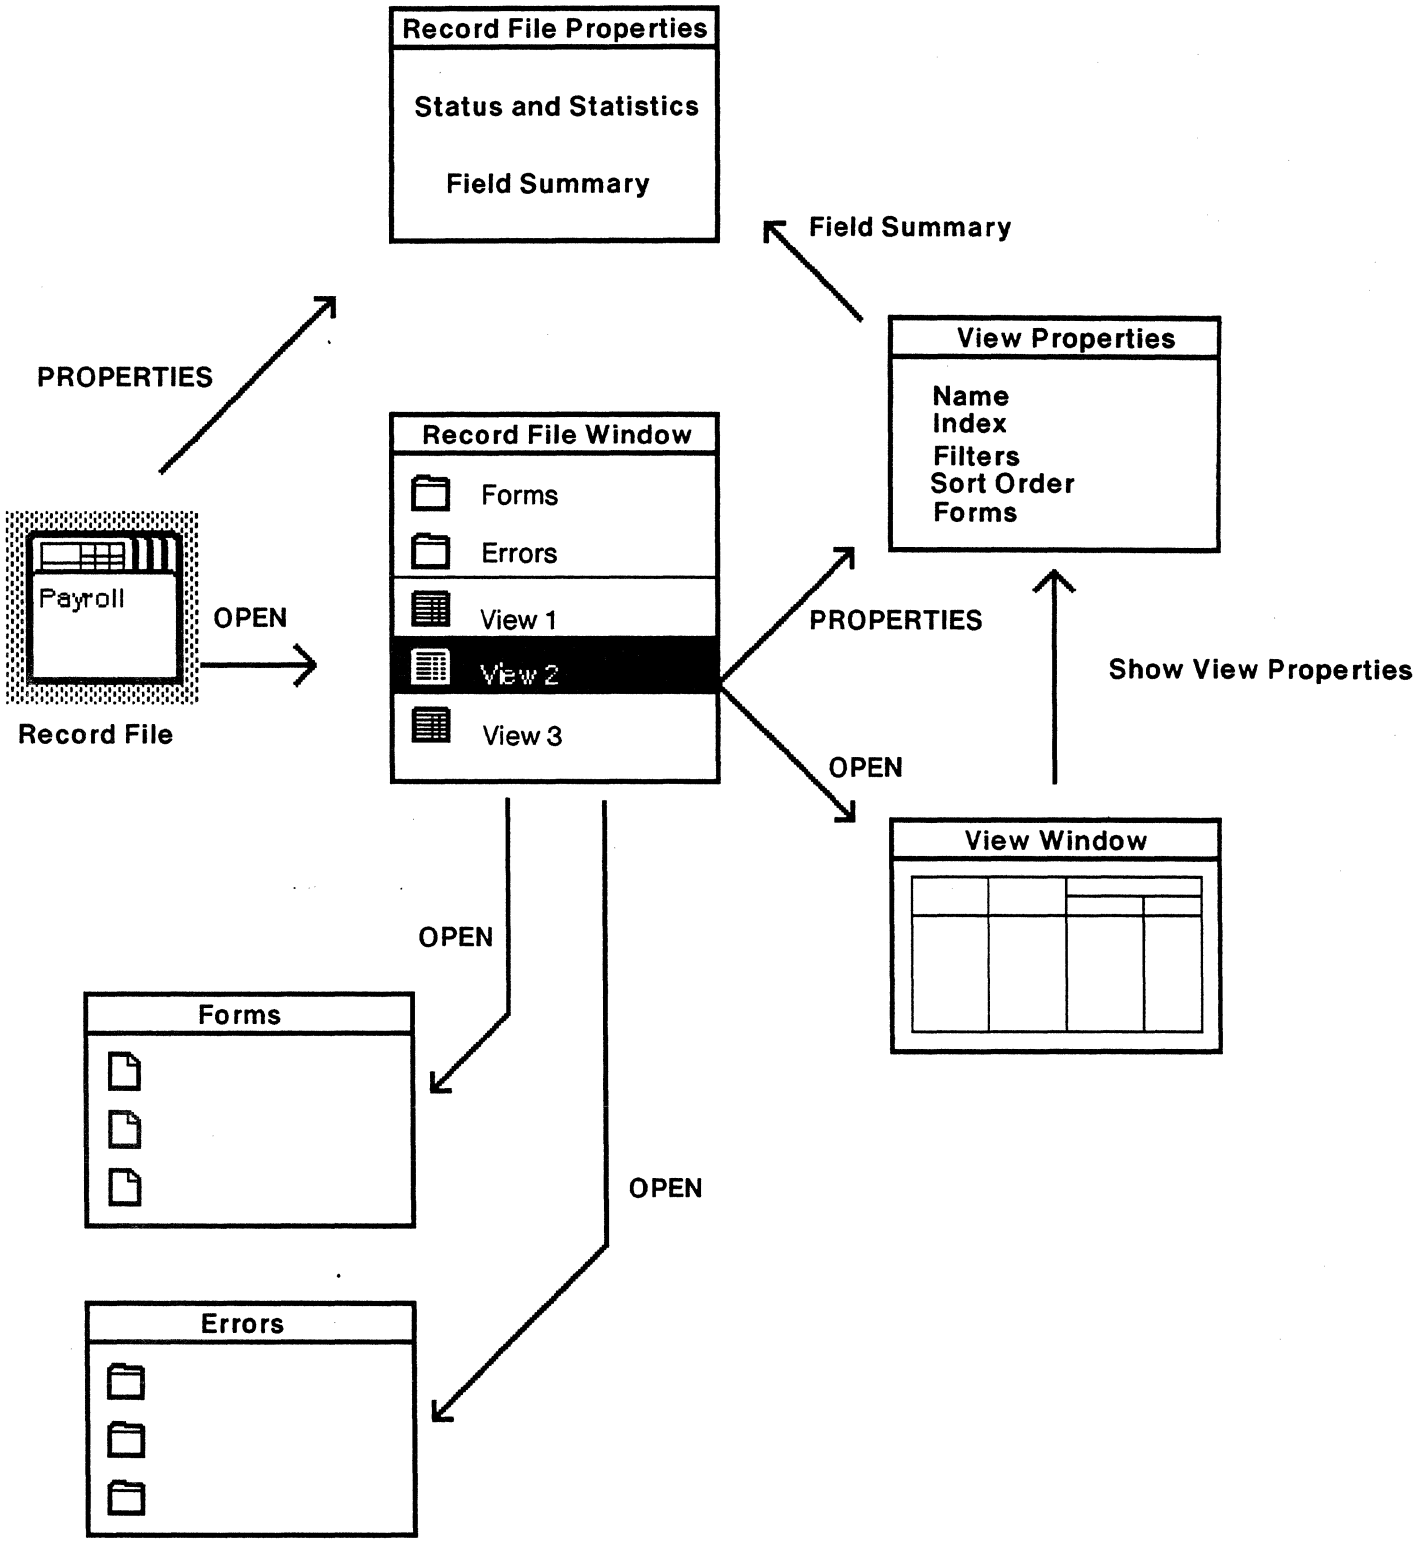 Record File Properties
Status and Statistics
Field Summary
Field Summary
PROPERTIES
View Properties
Name
Index
Filters
Sort Order
Forms
Record File Window
Forms
Errors
View 1
View 2
View 3
Payroll
OPEN
Record File
PROPERTIES
Show View Properties
OPEN
View Window
OPEN
Forms
OPEN
Errors